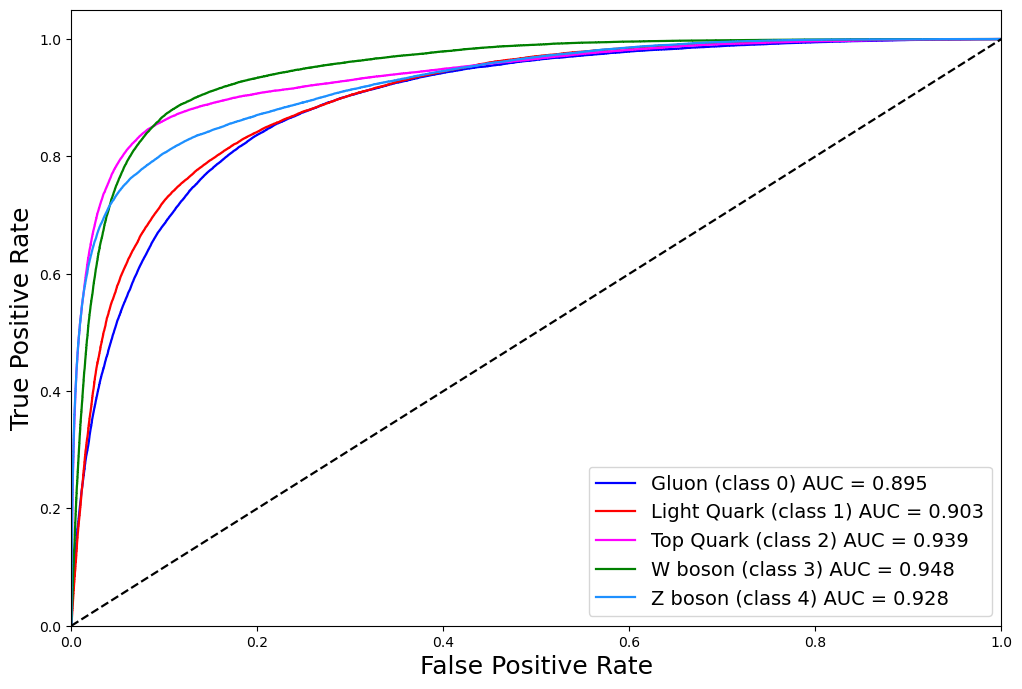 True Positive Rate
1.0
0.8
0.6
0.4
0.2
0.0
0.0
0.2
0.4
0.6
0.8
1.0
False Positive Rate
Gluon (class 0) AUC = 0.895
Light Quark (class 1) AUC = 0.903
Top Quark (class 2) AUC = 0.939
W boson (class 3) AUC = 0.948
Z boson (class 4) AUC = 0.928